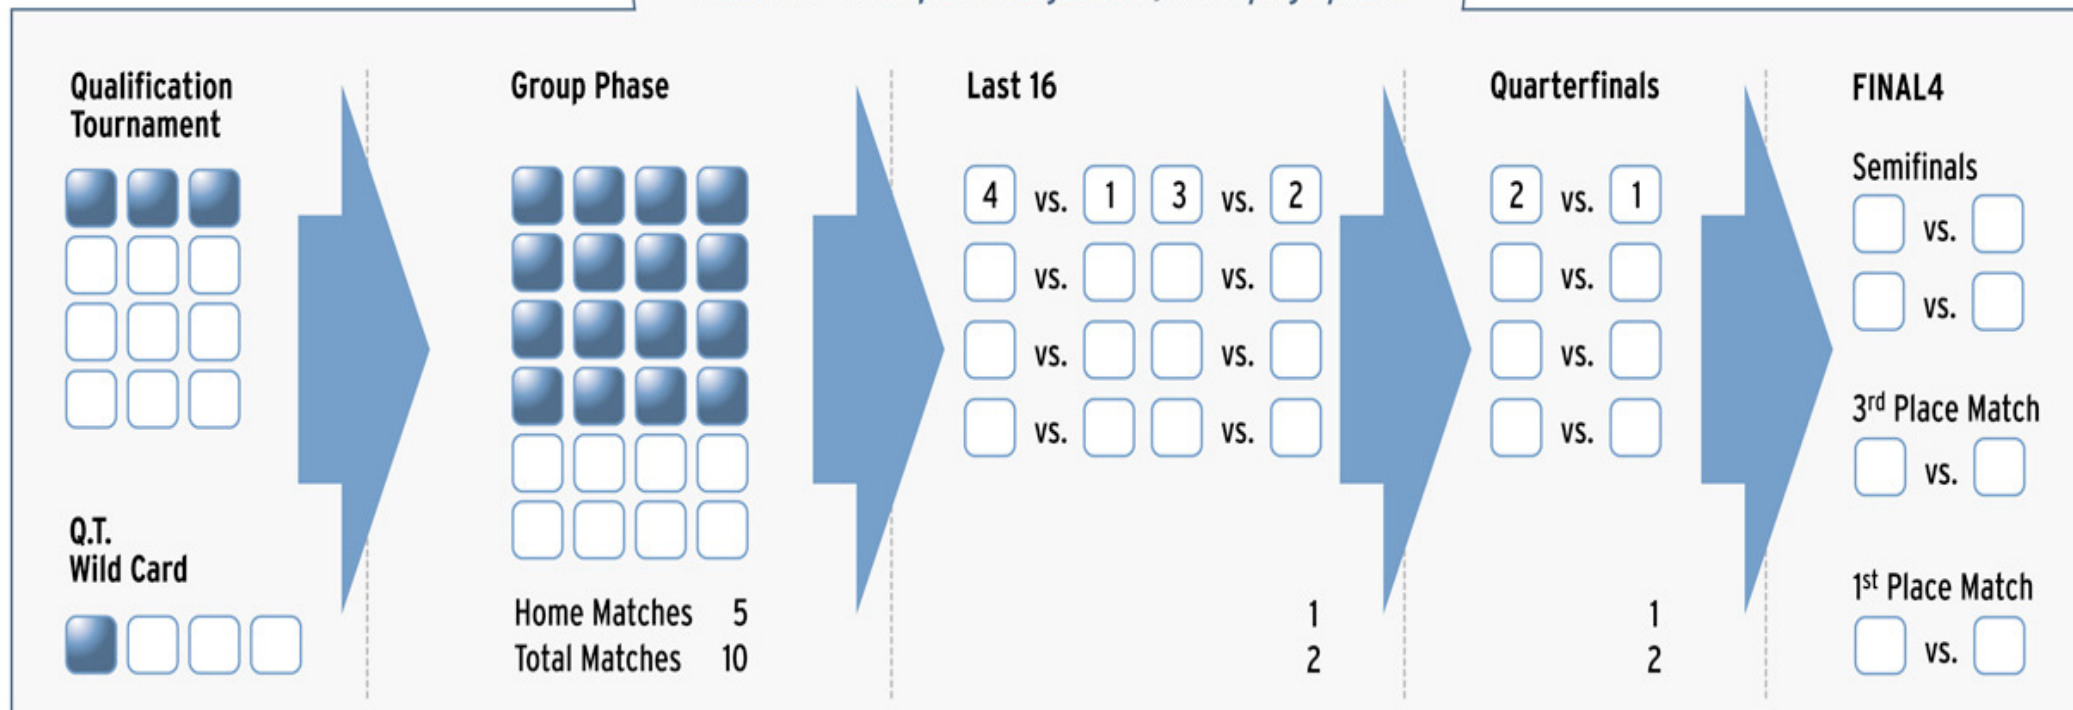 Qualification
Tournament
Q.T.
Wild Card
Group Phase
Home Matches 5
Total Matches 10
Last 16
4 vs. 1 3 vs. 2
vs. vs.
vs. vs.
vs. vs.
1
2
Quarterfinals
2 vs. 1
vs.
vs.
vs.
1
2
FINAL4
Semifinals
vs.
vs.
3rd Place Match
vs.
1st Place Match
vs.